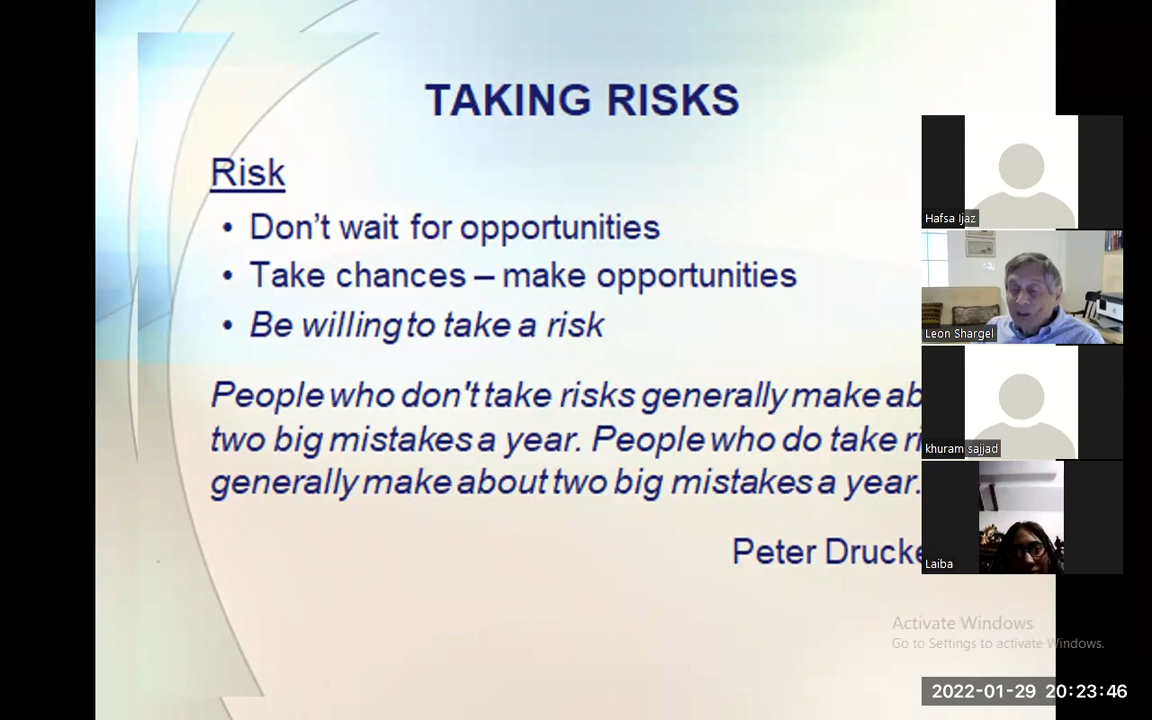 TAKING RISKS
Risk
• Don't wait for opportunities
• Take chances – make opportunities
• Be willing to take a risk
People who don't take risks generally make ab
two big mistakes a year. People who do take ri
generally make about two big mistakes a year.
Peter Drucke
Hafsa Ijaz
Leon Shargel
khuram sajjad
Laiba
Activate Windows
Go to Settings to activate Windows.
2022-01-29 20:23:46